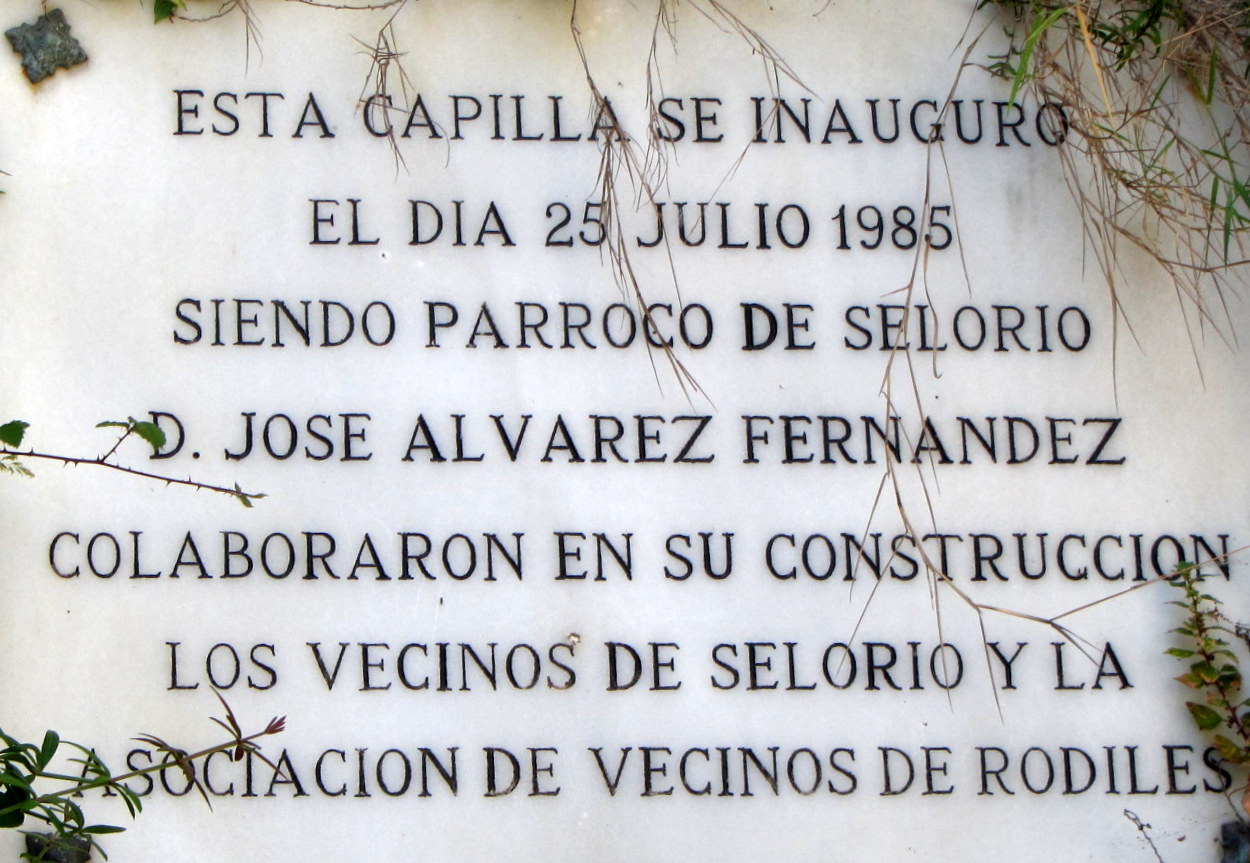 ESTA CAPILLA SE INAUGURO
EL DIA 25 JULIO 1985
SIENDO PARROCO DE SELORIO
D. JOSE ALVAREZ FERNANDEZ
COLABORARON EN SU CONSTRUCCION
LOS VECINOS DE SELORIO Y LA
ASOCIACION DE VECINOS DE RODILES